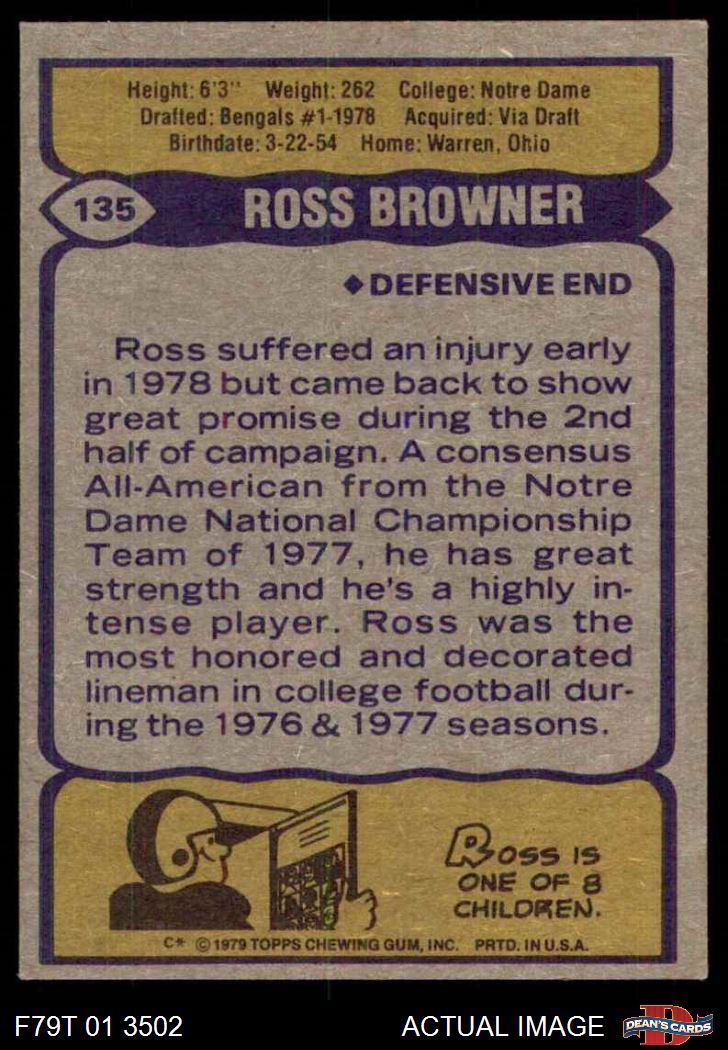 Height: 6'3" Weight: 262 College: Notre Dame
Drafted: Bengals #1-1978 Acquired: Via Draft
Birthdate: 3-22-54 Home: Warren, Ohio
135 ROSS BROWNER
◆ DEFENSIVE END
Ross suffered an injury early
in 1978 but came back to show
great promise during the 2nd
half of campaign. A consensus
All-American from the Notre
Dame National Championship
Team of 1977, he has great
strength and he's a highly in-
tense player. Ross was the
most honored and decorated
lineman in college football dur-
ing the 1976 & 1977 seasons.
ROSS IS
ONE OF 8
CHILDREN.
C* © 1979 TOPPS CHEWING GUM, INC. PRTD. IN U.S.A.
F79T 01 3502 ACTUAL IMAGE D DEAN'S CARDS